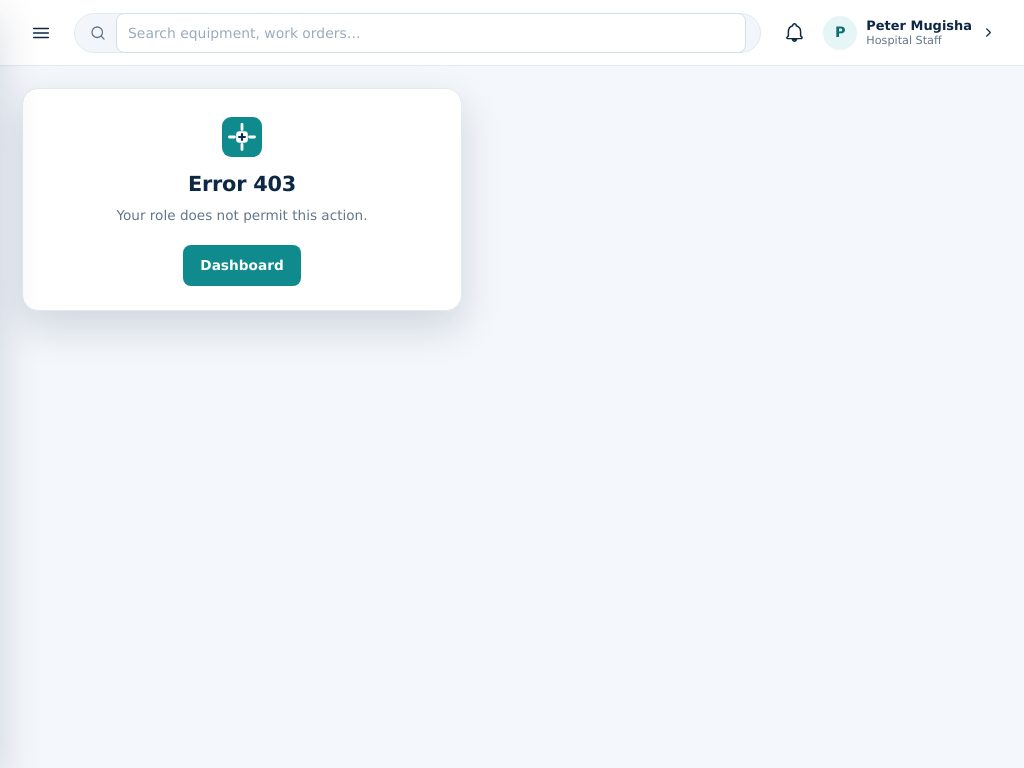 Search equipment, work orders...
P
Peter Mugisha
Hospital Staff
Error 403
Your role does not permit this action.
Dashboard